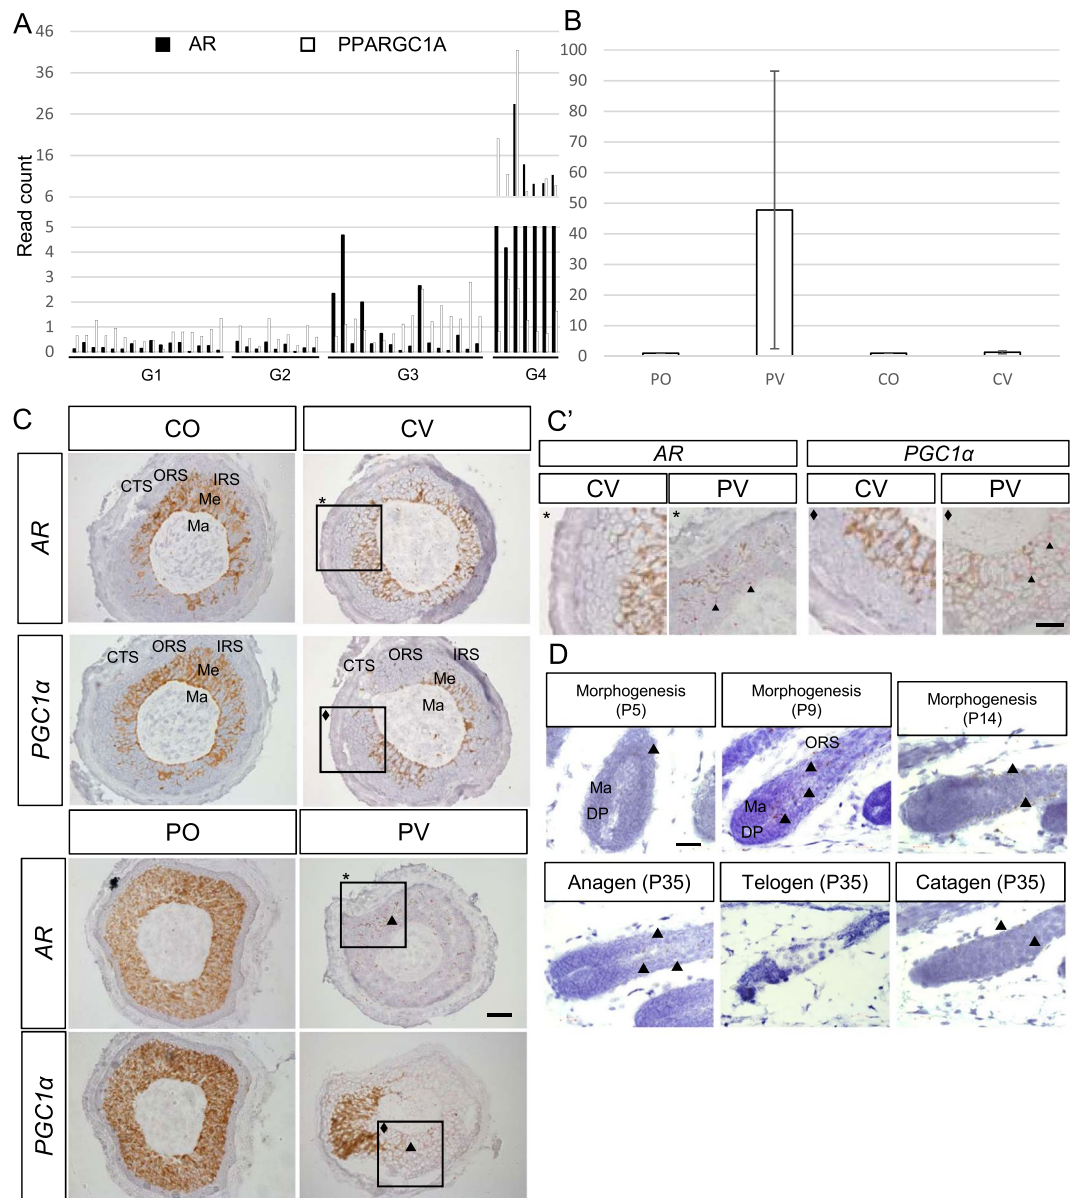 A
B
AR
PPARGC1A
Read count
46
36
26
16
6
5
4
3
2
1
0
G1
G2
G3
G4
100
90
80
70
60
50
40
30
20
10
0
PO
PV
CO
CV
C
CO
CV
AR
CTS
ORS
IRS
Me
Ma
*
PGC1α
CTS
ORS
IRS
Me
Ma
CTS
ORS
IRS
Me
Ma
♦
PO
PV
AR
*
PGC1α
♦
C’
AR
PGC1α
CV
PV
CV
PV
*
*
♦
♦
D
Morphogenesis
(P5)
Morphogenesis
(P9)
Morphogenesis
(P14)
Ma
DP
ORS
Ma
DP
Anagen (P35)
Telogen (P35)
Catagen (P35)